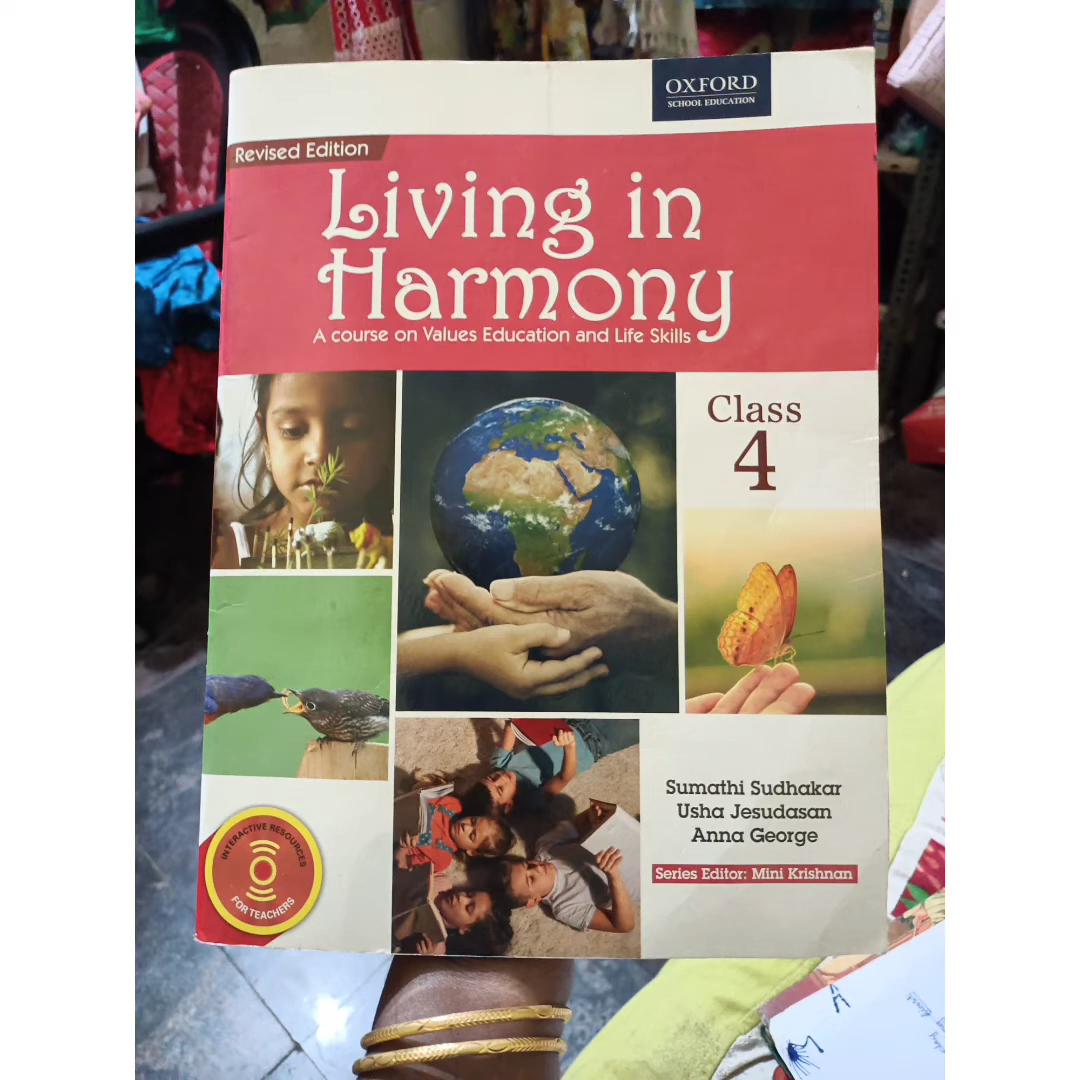 OXFORD
SCHOOL EDUCATION
Revised Edition
Living in
Harmony
A course on Values Education and Life Skills
Class
4
Sumathi Sudhakar
Usha Jesudasan
Anna George
Series Editor: Mini Krishnan
INTERACTIVE RESOURCES
FOR TEACHERS